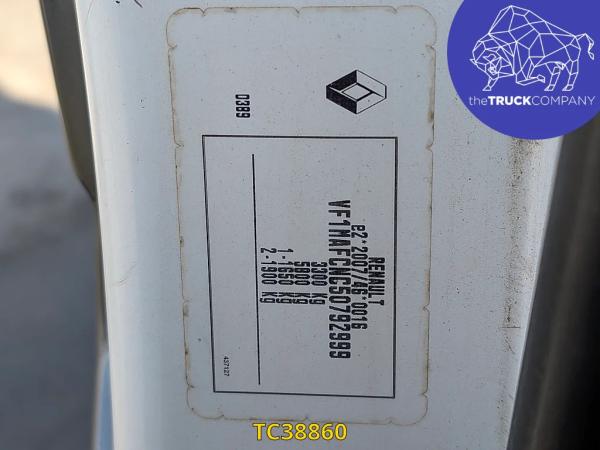 0389
RENAULT
e2*2007/46*0016
VF1MAFCNC50792999
3300 kg
5800 kg
1-1650 kg
2-1900 kg
437127
theTRUCKCOMPANY
TC38860